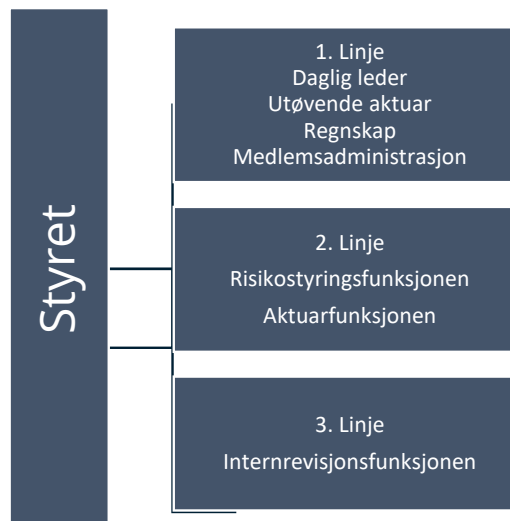 Styret
1. Linje
Daglig leder
Utøvende aktuar
Regnskap
Medlemsadministrasjon
2. Linje
Risikostyringsfunksjonen
Aktuarfunksjonen
3. Linje
Internrevisjonsfunksjonen